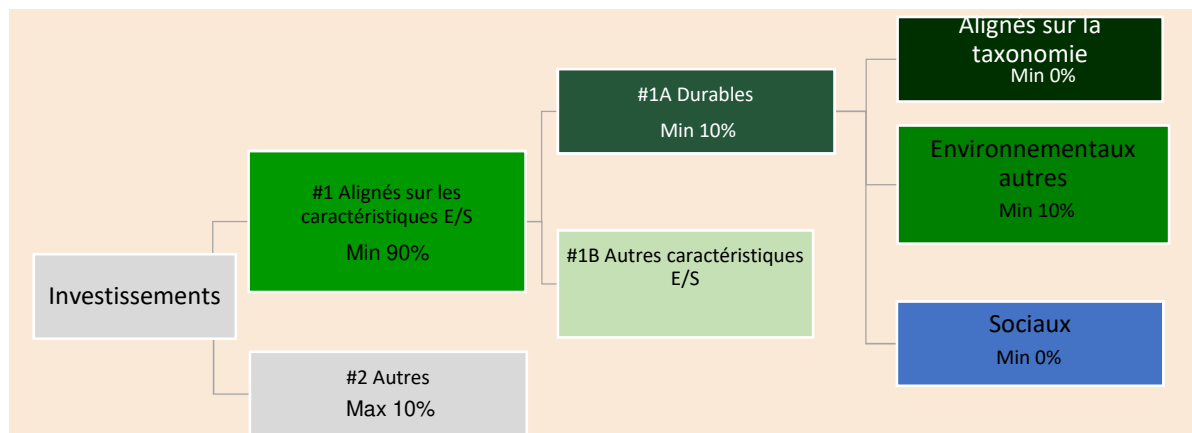 Investissements
#1 Alignés sur les
caractéristiques E/S
Min 90%
#2 Autres
Max 10%
#1A Durables
Min 10%
#1B Autres caractéristiques
E/S
Alignés sur la
taxonomie
Min 0%
Environnementaux
autres
Min 10%
Sociaux
Min 0%